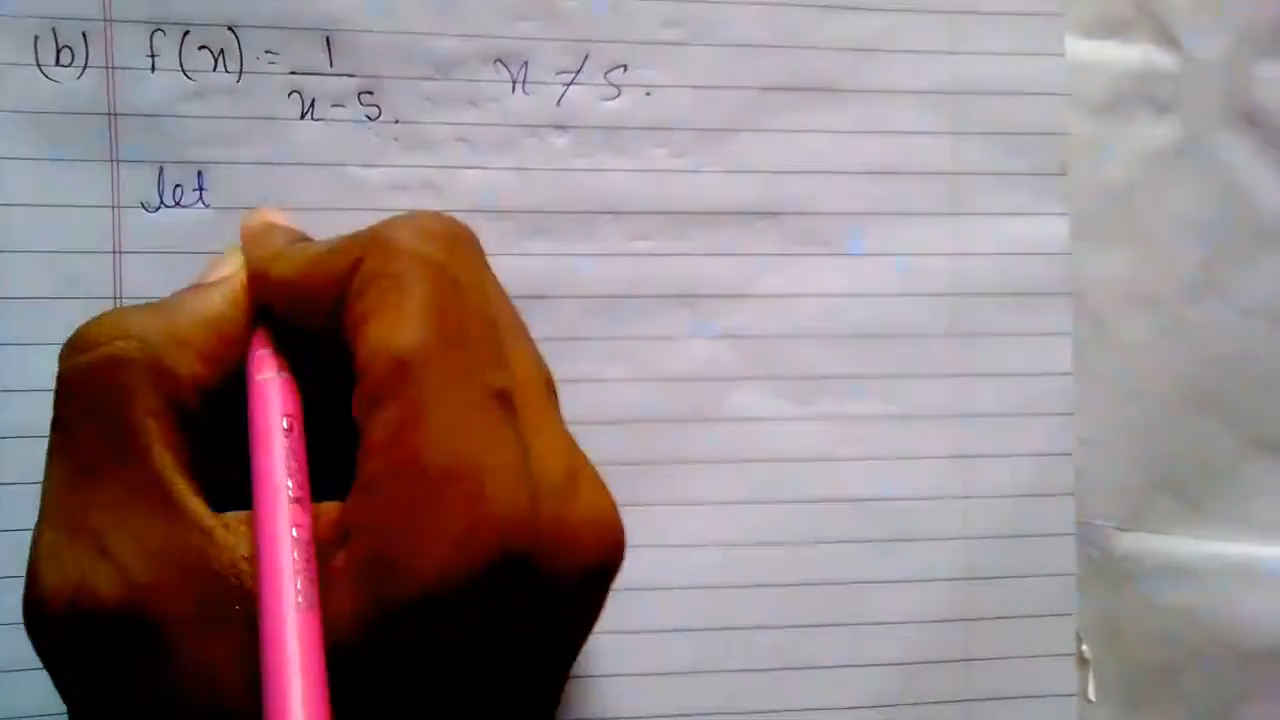 (b) f(x) = 1/(x-5)    x ≠ 5.
let